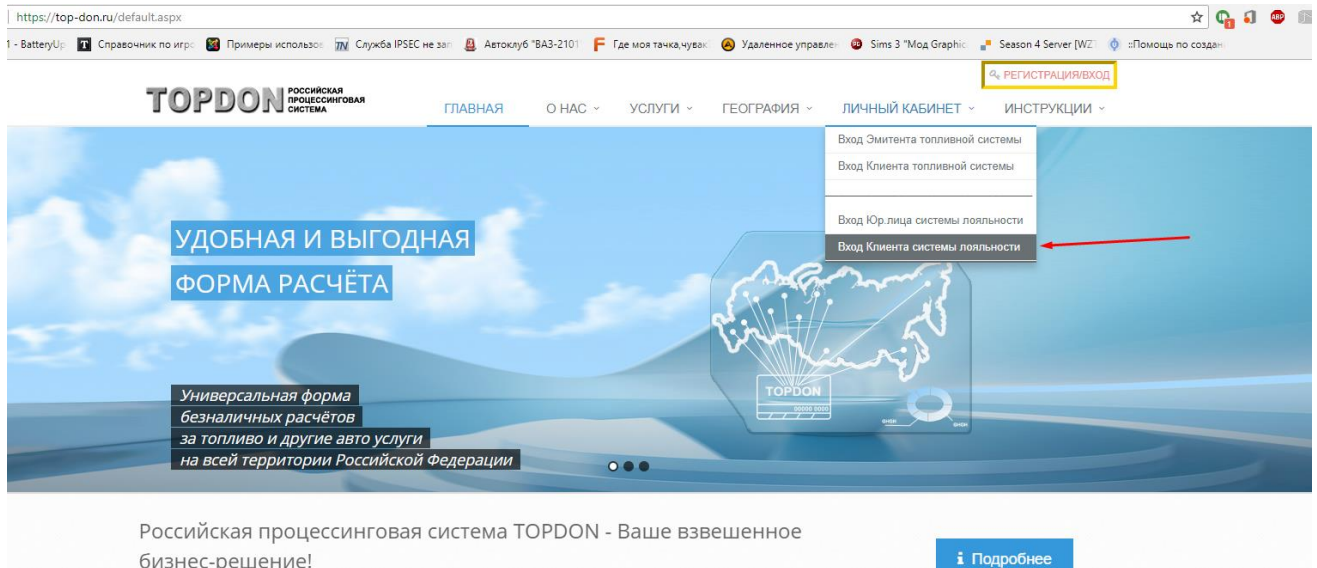 https://top-don.ru/default.aspx
1 - BatteryUp Справочник по игро Примеры использов Служба IPSEC не зап Автоклуб "ВАЗ-2101 Где моя тачка,чувак Удаленное управле Sims 3 "Мод Graphic Season 4 Server [WZ ::Помощь по создан
РЕГИСТРАЦИЯ/ВХОД
TOPDON РОССИЙСКАЯ
ПРОЦЕССИНГОВАЯ
СИСТЕМА
ГЛАВНАЯ О НАС УСЛУГИ ГЕОГРАФИЯ ЛИЧНЫЙ КАБИНЕТ ИНСТРУКЦИИ
Вход Эмитента топливной системы
Вход Клиента топливной системы
Вход Юр.лица системы лояльности
Вход Клиента системы лояльности
УДОБНАЯ И ВЫГОДНАЯ
ФОРМА РАСЧЁТА
TOPDON
Универсальная форма
безналичных расчётов
за топливо и другие авто услуги
на всей территории Российской Федерации
Российская процессинговая система TOPDON - Ваше взвешенное
бизнес-решение!
Подробнее